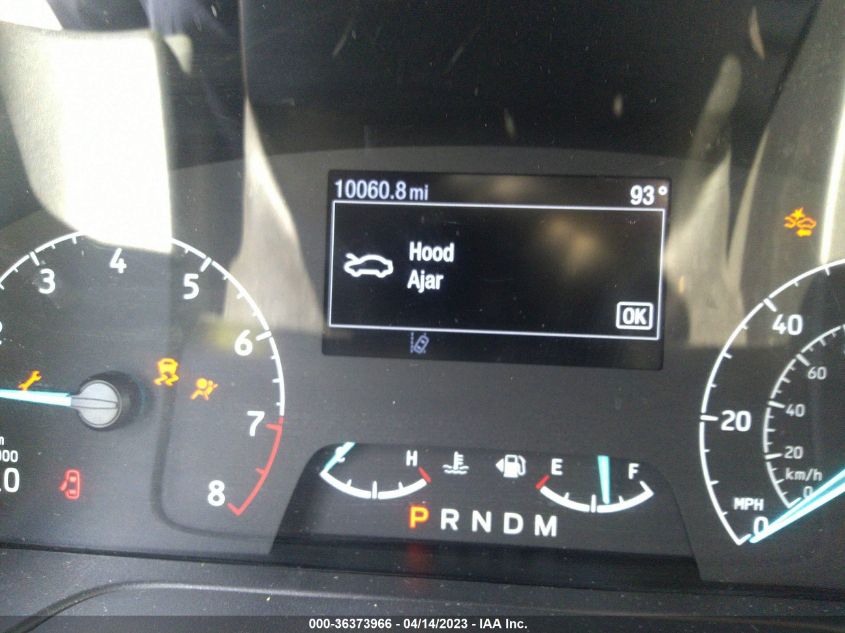 10060.8 mi 93°
Hood
Ajar
OK
3 4 5 6 7 8
H E F
P R N D M
MPH 0 20 40
km/h 0 20 40 60
000-36373966 - 04/14/2023 - IAA Inc.